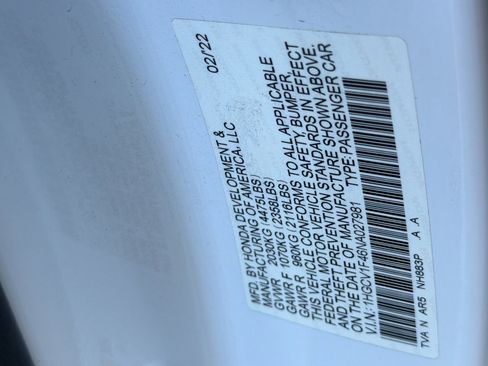 MFD. BY HONDA DEVELOPMENT & 02/'22
MANUFACTURING OF AMERICA, LLC
GVWR 2030KG (4475LBS)
GAWR F 1070KG (2358LBS)
GAWR R 960KG (2116LBS)
THIS VEHICLE CONFORMS TO ALL APPLICABLE
FEDERAL MOTOR VEHICLE SAFETY, BUMPER,
AND THEFT PREVENTION STANDARDS IN EFFECT
ON THE DATE OF MANUFACTURE SHOWN ABOVE.
V.I.N.: 1HGCV1F46NA027981 TYPE: PASSENGER CAR
TVA N AR5 NH883P A A